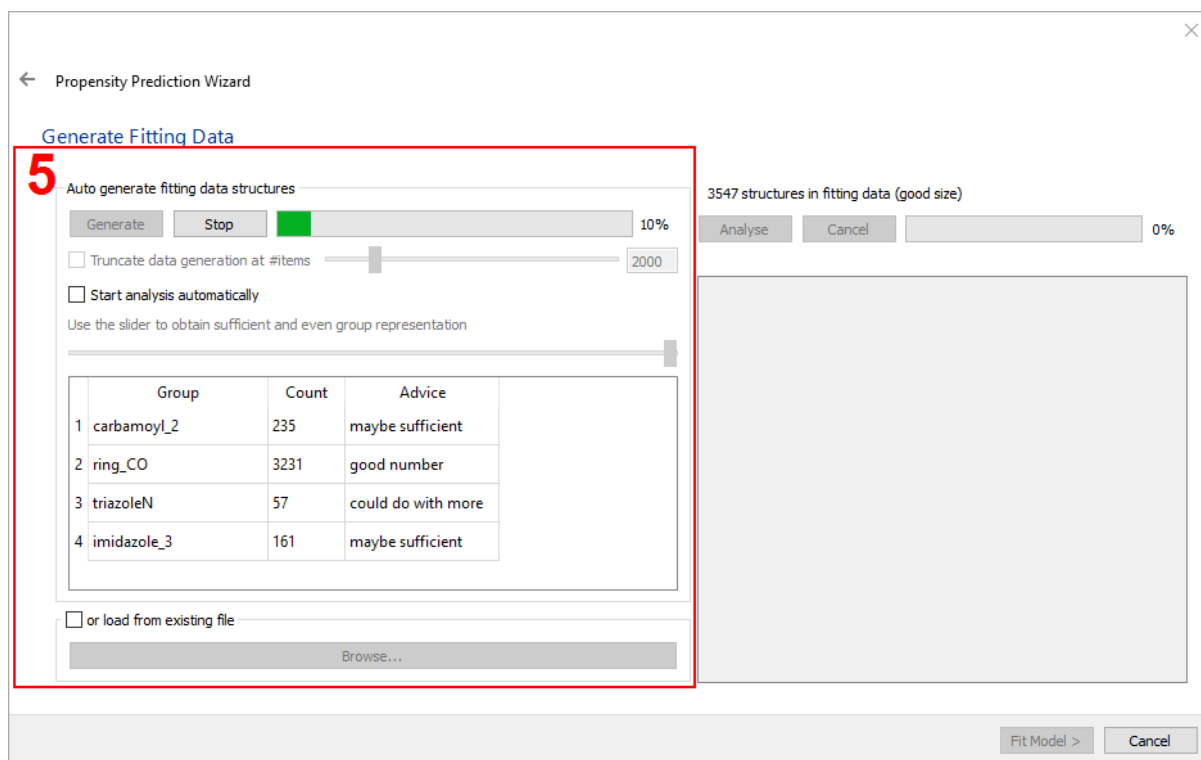 Propensity Prediction Wizard
Generate Fitting Data
5
Auto generate fitting data structures
Generate Stop 10%
Truncate data generation at #items 2000
Start analysis automatically
Use the slider to obtain sufficient and even group representation
Group Count Advice
1 carbamoyl_2 235 maybe sufficient
2 ring_CO 3231 good number
3 triazoleN 57 could do with more
4 imidazole_3 161 maybe sufficient
or load from existing file
Browse...
3547 structures in fitting data (good size)
Analyse Cancel 0%
Fit Model > Cancel